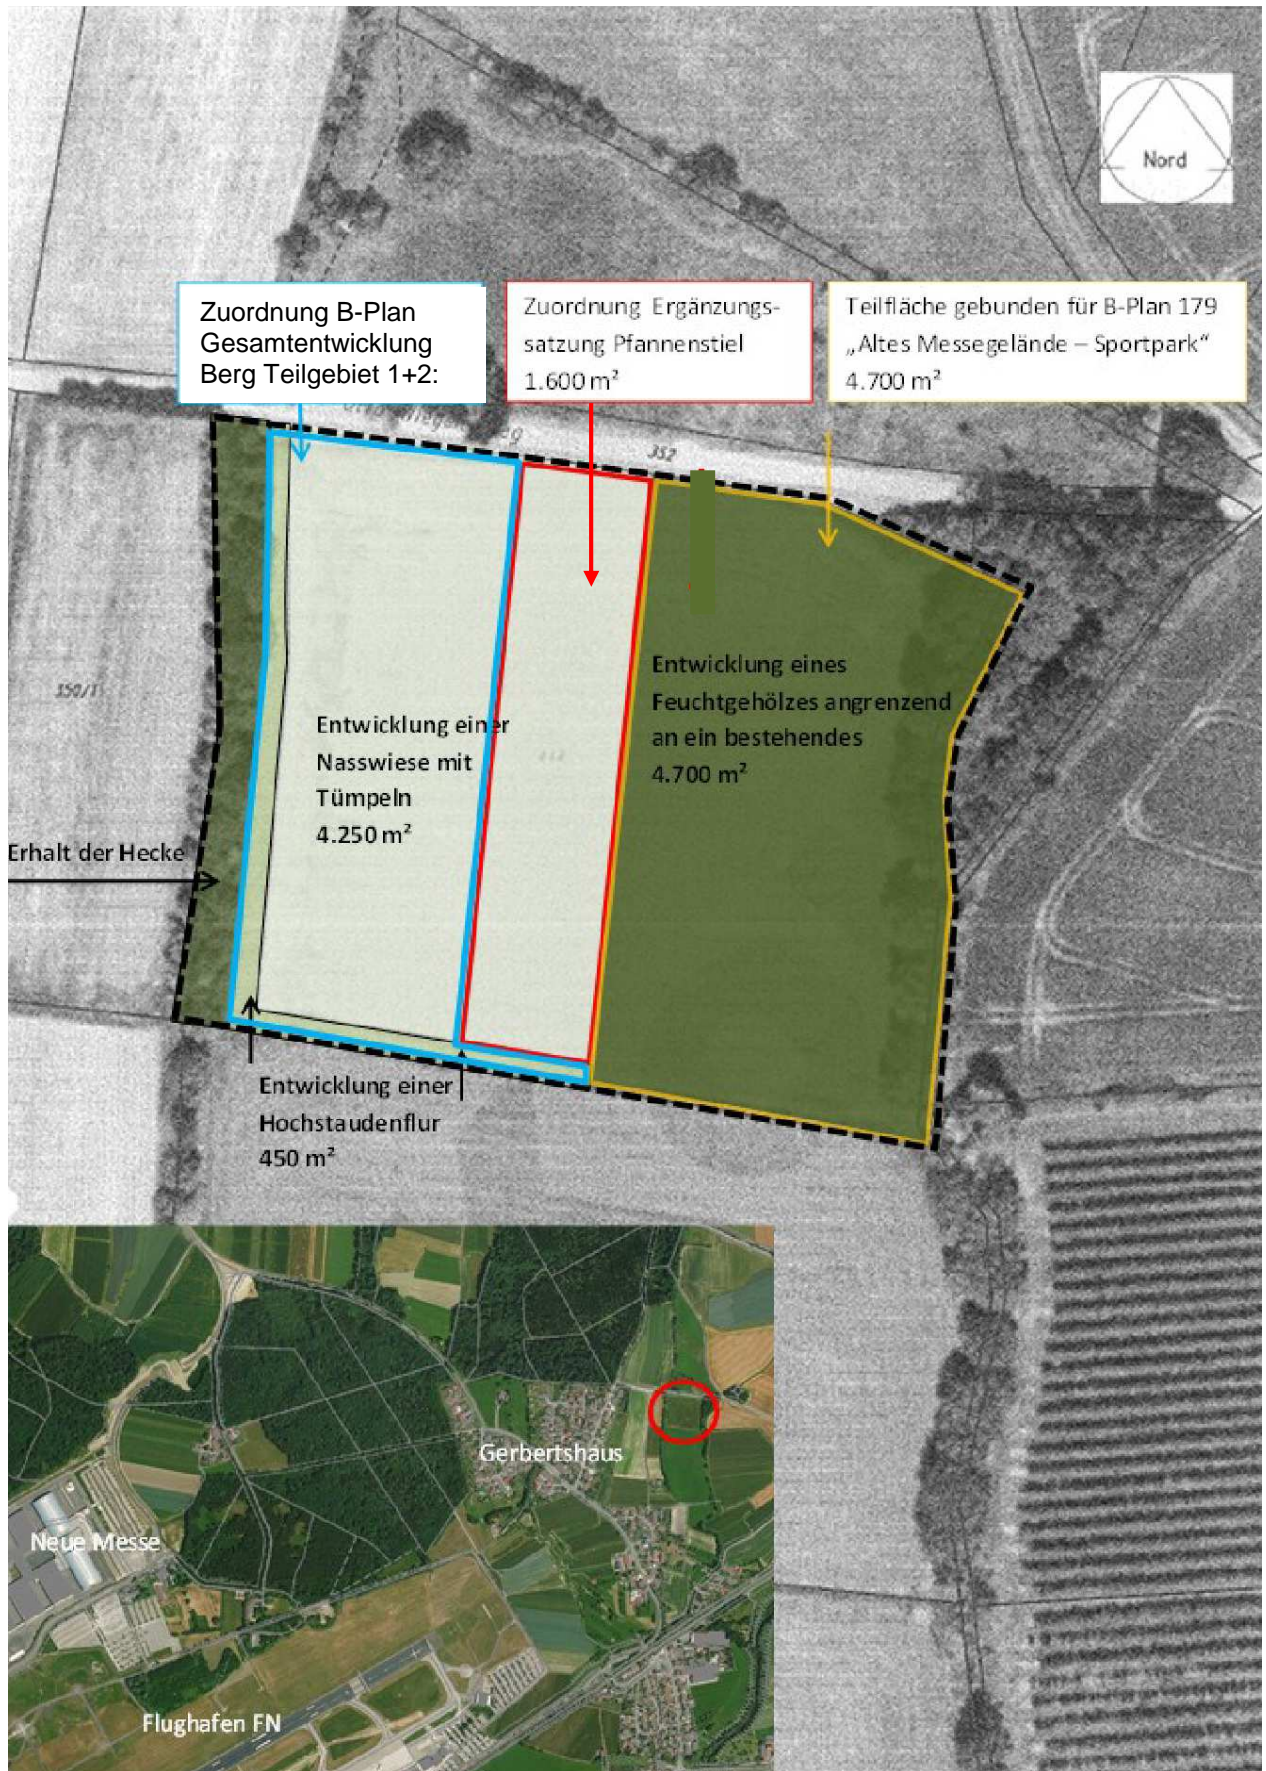 Nord
Zuordnung B-Plan
Gesamtentwicklung
Berg Teilgebiet 1+2:
Zuordnung Ergänzungs-
satzung Pfannenstiel
1.600 m²
Teilfläche gebunden für B-Plan 179
„Altes Messegelände – Sportpark“
4.700 m²
352
350/1
Entwicklung einer
Nasswiese mit
Tümpeln
4.250 m²
Entwicklung eines
Feuchtgehölzes angrenzend
an ein bestehendes
4.700 m²
Erhalt der Hecke
Entwicklung einer
Hochstaudenflur
450 m²
Gerbertshaus
Neue Messe
Flughafen FN